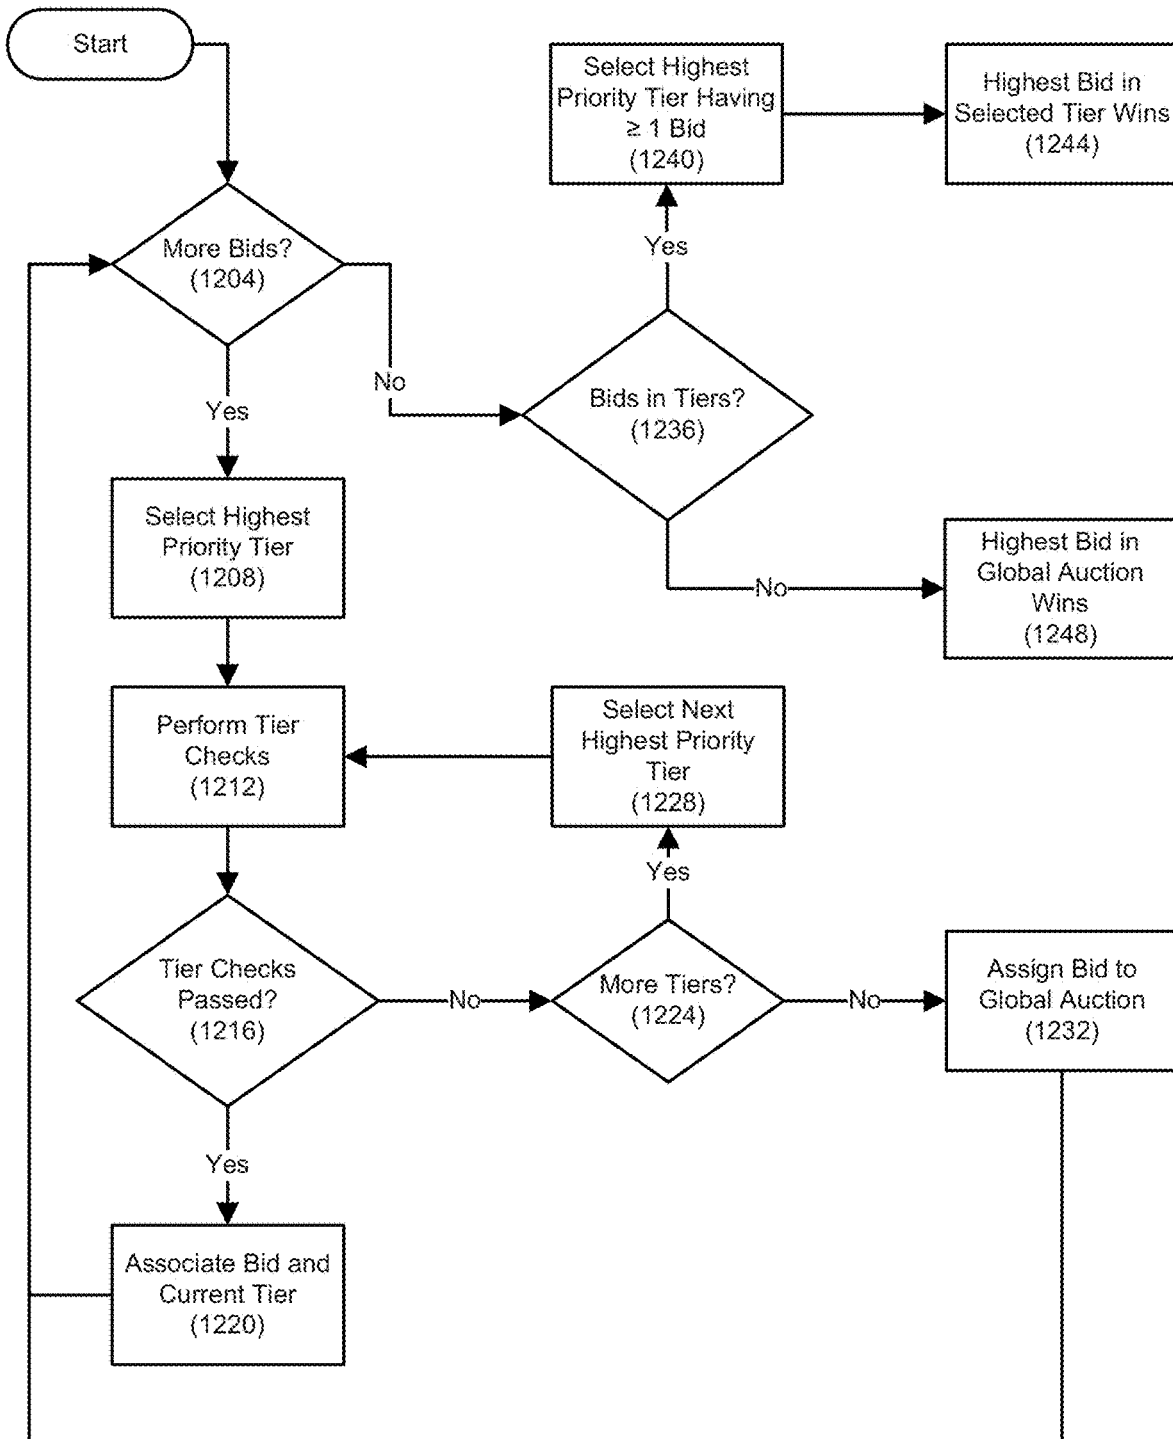 Start
Select Highest
Priority Tier Having
≥ 1 Bid
(1240)
Highest Bid in
Selected Tier Wins
(1244)
More Bids?
(1204)
Yes
No
Bids in Tiers?
(1236)
Yes
Select Highest
Priority Tier
(1208)
No
Highest Bid in
Global Auction
Wins
(1248)
Perform Tier
Checks
(1212)
Select Next
Highest Priority
Tier
(1228)
Yes
Tier Checks
Passed?
(1216)
No
More Tiers?
(1224)
No
Assign Bid to
Global Auction
(1232)
Yes
Associate Bid and
Current Tier
(1220)